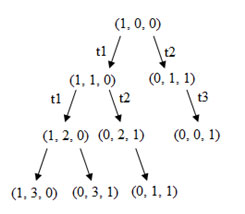 (1, 0, 0)
t1 t2
(1, 1, 0) (0, 1, 1)
t1 t2 t3
(1, 2, 0) (0, 2, 1) (0, 0, 1)
(1, 3, 0) (0, 3, 1) (0, 1, 1)